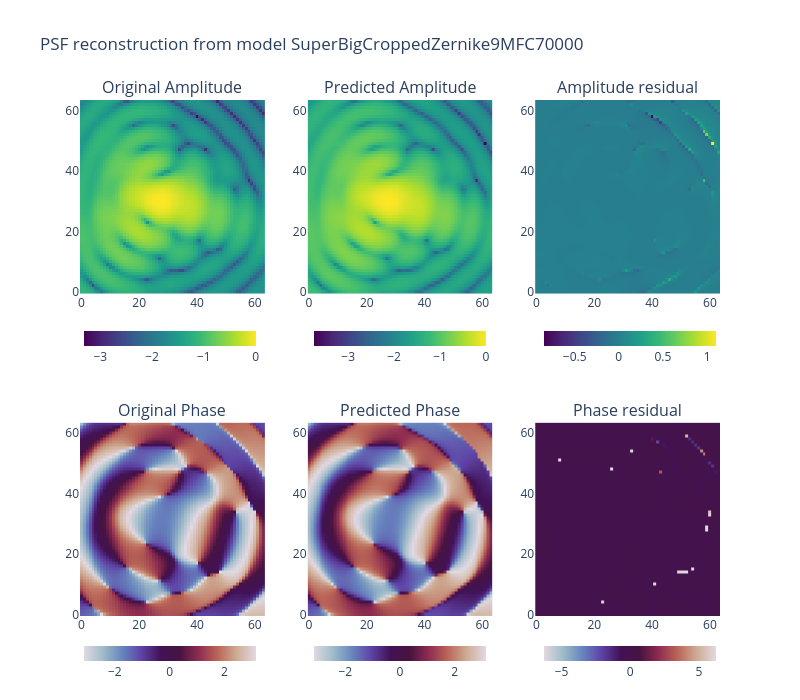 PSF reconstruction from model SuperBigCroppedZernike9MFC70000
Original Amplitude
Predicted Amplitude
Amplitude residual
60
40
20
0
0 20 40 60
60
40
20
0
0 20 40 60
60
40
20
0
0 20 40 60
−3 −2 −1 0
−3 −2 −1 0
−0.5 0 0.5 1
Original Phase
Predicted Phase
Phase residual
60
40
20
0
0 20 40 60
60
40
20
0
0 20 40 60
60
40
20
0
0 20 40 60
−2 0 2
−2 0 2
−5 0 5